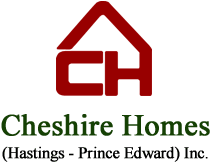 CH
Cheshire Homes
(Hastings - Prince Edward) Inc.